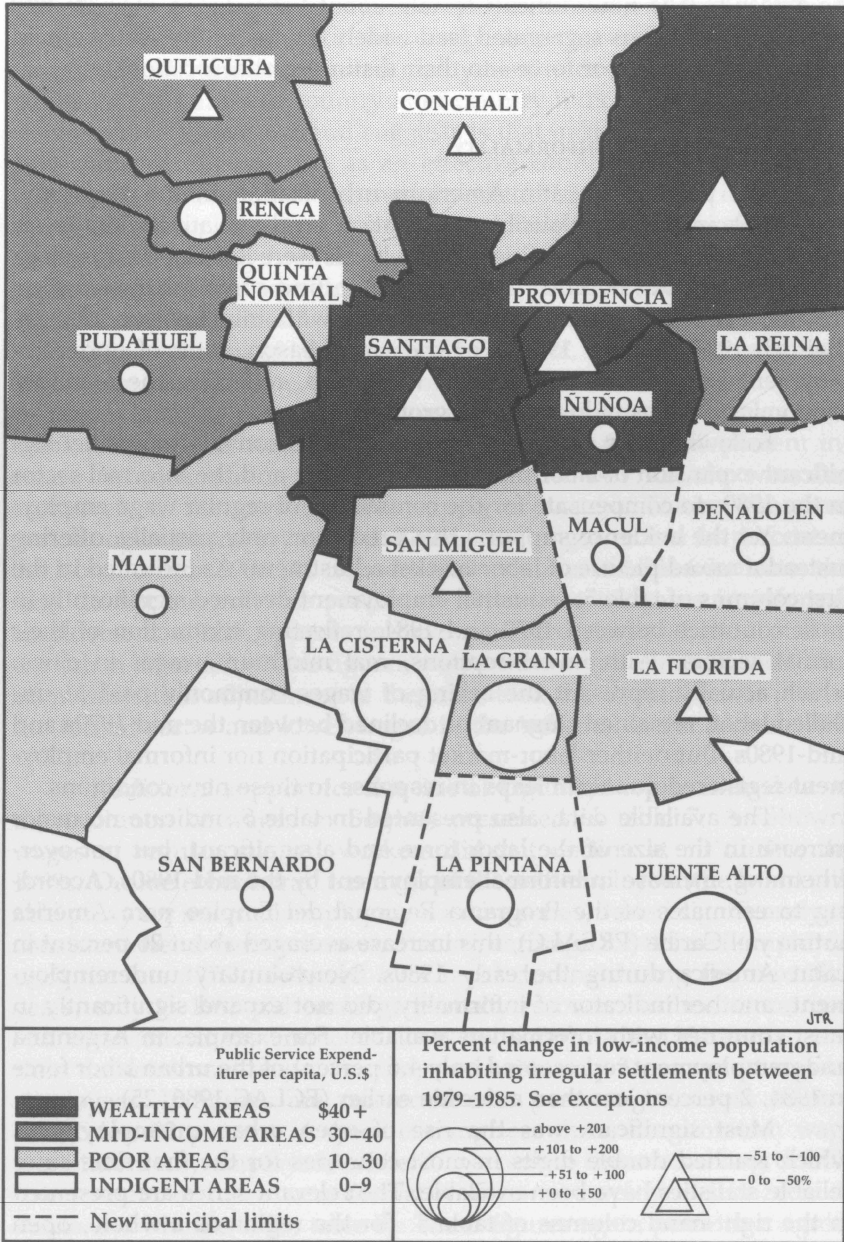 QUILICURA
CONCHALI
RENCA
QUINTA
NORMAL
PROVIDENCIA
PUDAHUEL
SANTIAGO
LA REINA
ÑUÑOA
MACUL
PEÑALOLEN
MAIPU
SAN MIGUEL
LA CISTERNA
LA GRANJA
LA FLORIDA
SAN BERNARDO
LA PINTANA
PUENTE ALTO
JTR
Public Service Expend-
iture per capita — U.S.$
WEALTHY AREAS $40 +
MID-INCOME AREAS 30–40
POOR AREAS 10–30
INDIGENT AREAS 0–9
New municipal limits
Percent change in low-income population
inhabiting irregular settlements between
1979–1985. See exceptions
above +201
+101 to +200
+51 to +100
+0 to +50
−51 to −100
−0 to −50%